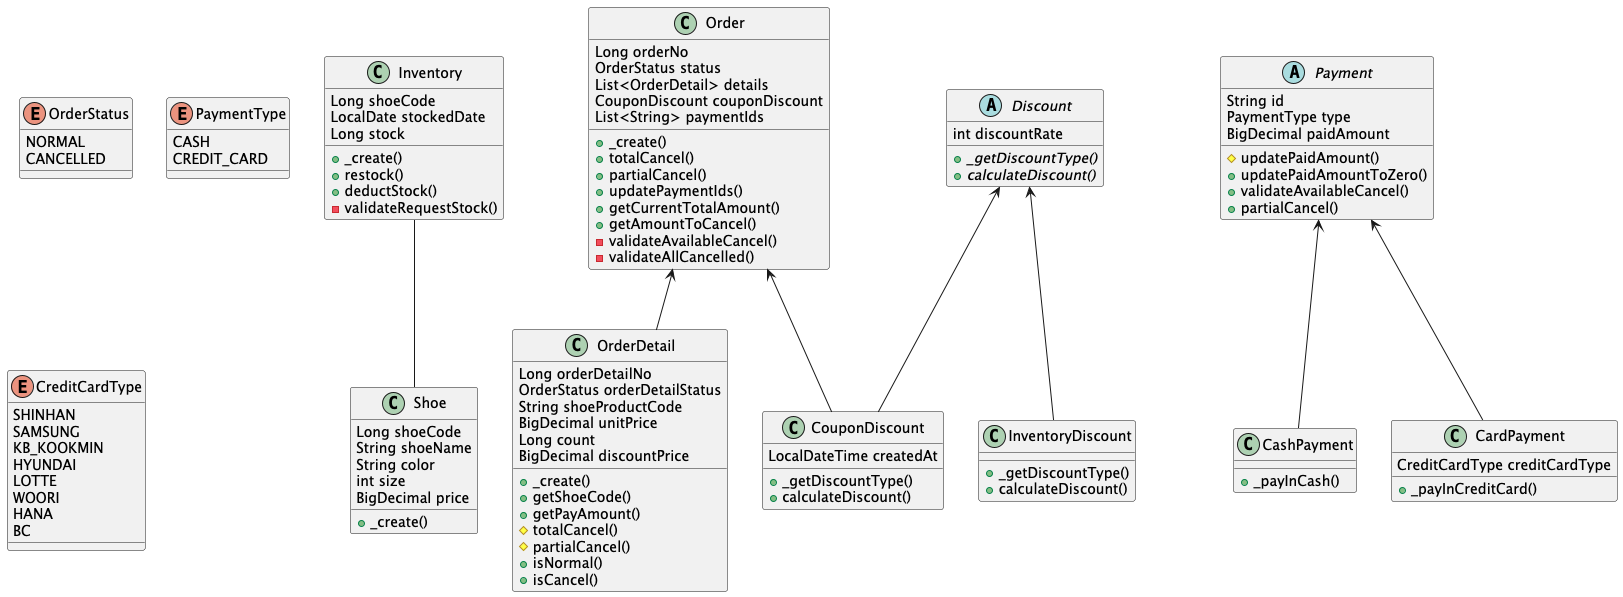 E OrderStatus
NORMAL
CANCELLED
E PaymentType
CASH
CREDIT_CARD
C Inventory
Long shoeCode
LocalDate stockedDate
Long stock
_create()
restock()
deductStock()
validateRequestStock()
C Order
Long orderNo
OrderStatus status
List<OrderDetail> details
CouponDiscount couponDiscount
List<String> paymentIds
_create()
totalCancel()
partialCancel()
updatePaymentIds()
getCurrentTotalAmount()
getAmountToCancel()
validateAvailableCancel()
validateAllCancelled()
A Discount
int discountRate
_getDiscountType()
calculateDiscount()
A Payment
String id
PaymentType type
BigDecimal paidAmount
updatePaidAmount()
updatePaidAmountToZero()
validateAvailableCancel()
partialCancel()
E CreditCardType
SHINHAN
SAMSUNG
KB_KOOKMIN
HYUNDAI
LOTTE
WOORI
HANA
BC
C Shoe
Long shoeCode
String shoeName
String color
int size
BigDecimal price
_create()
C OrderDetail
Long orderDetailNo
OrderStatus orderDetailStatus
String shoeProductCode
BigDecimal unitPrice
Long count
BigDecimal discountPrice
_create()
getShoeCode()
getPayAmount()
totalCancel()
partialCancel()
isNormal()
isCancel()
C CouponDiscount
LocalDateTime createdAt
_getDiscountType()
calculateDiscount()
C InventoryDiscount
_getDiscountType()
calculateDiscount()
C CashPayment
_payInCash()
C CardPayment
CreditCardType creditCardType
_payInCreditCard()